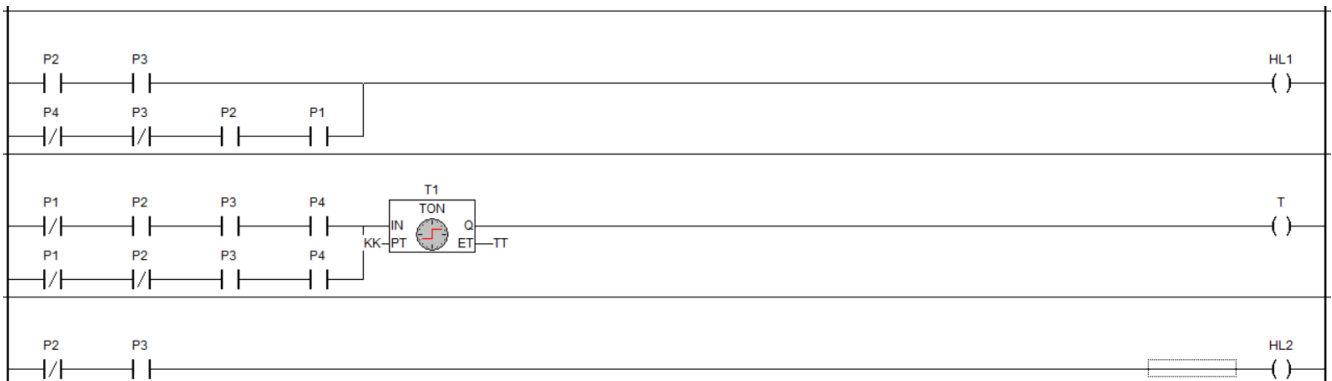 P2 P3 HL1
P4 P3 P2 P1
T1
P1 P2 P3 P4 TON T
IN Q
KK PT ET TT
P1 P2 P3 P4
P2 P3 HL2